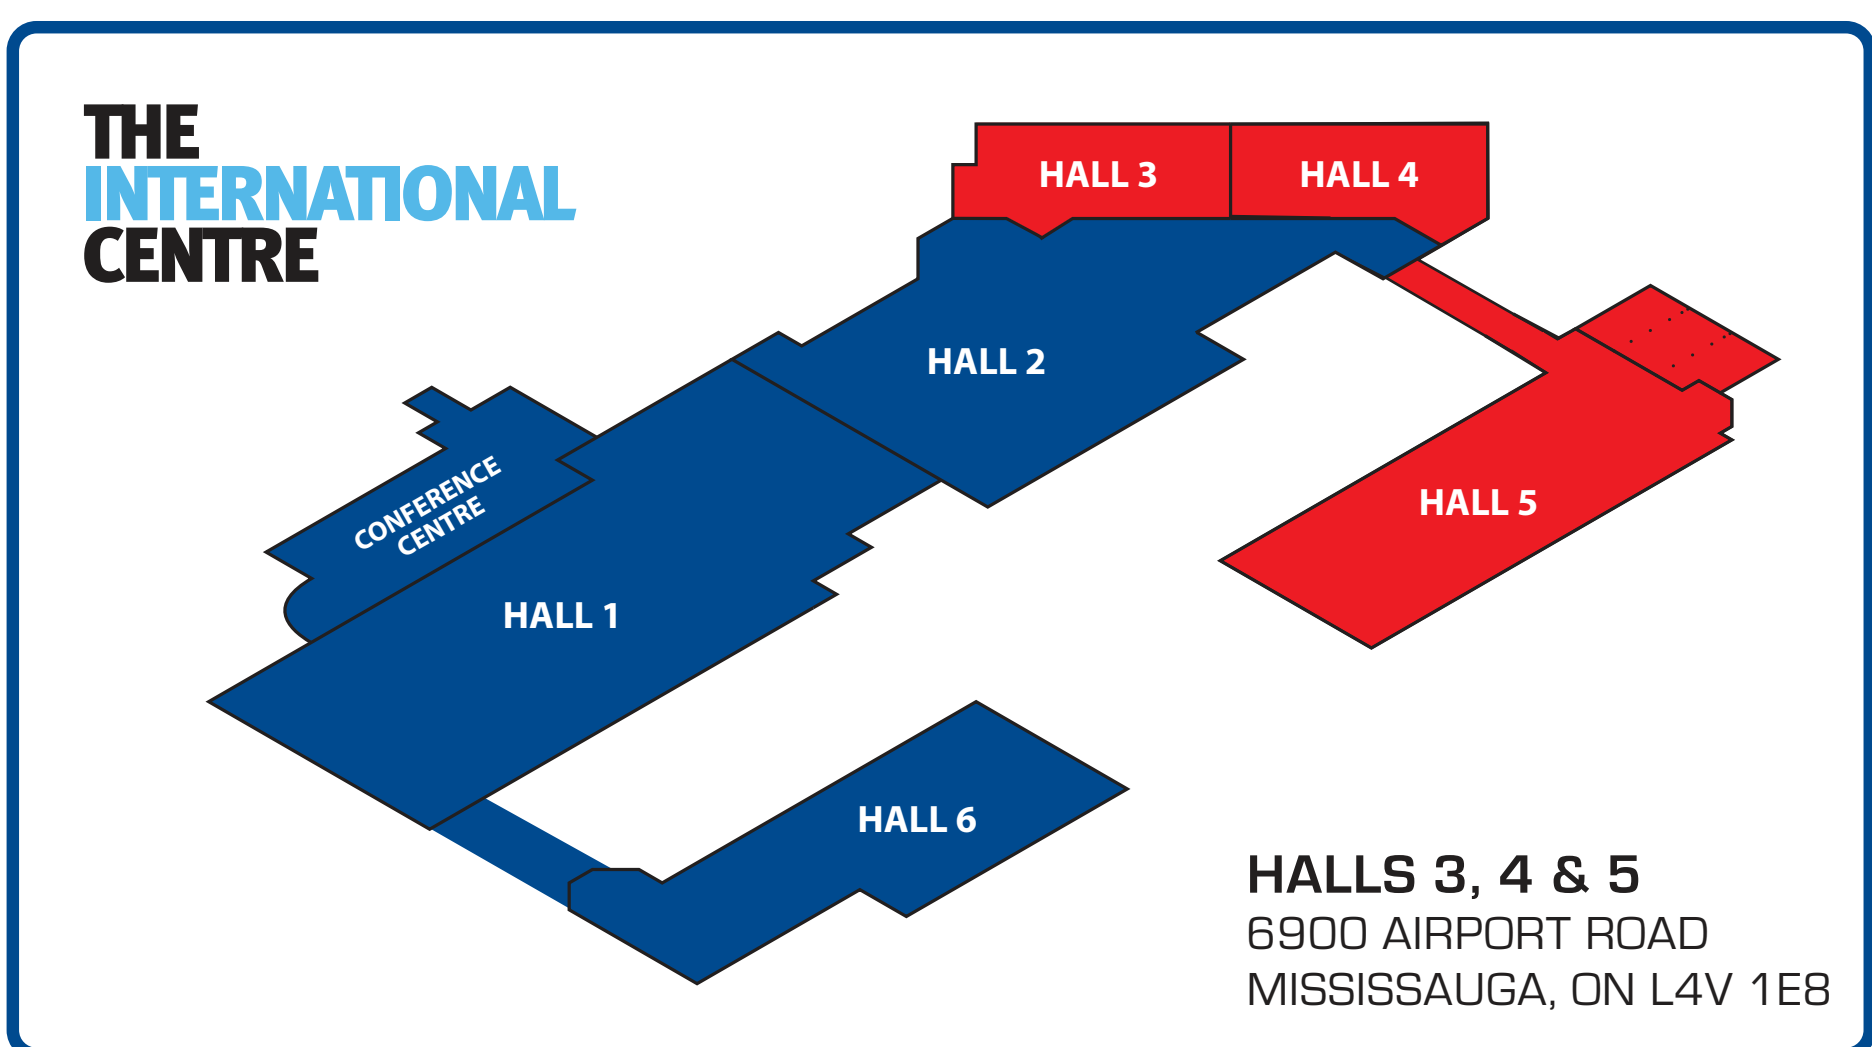 THE
INTERNATIONAL
CENTRE
HALL 3
HALL 4
HALL 2
CONFERENCE
CENTRE
HALL 5
HALL 1
HALL 6
HALLS 3, 4 & 5
6900 AIRPORT ROAD
MISSISSAUGA, ON L4V 1E8